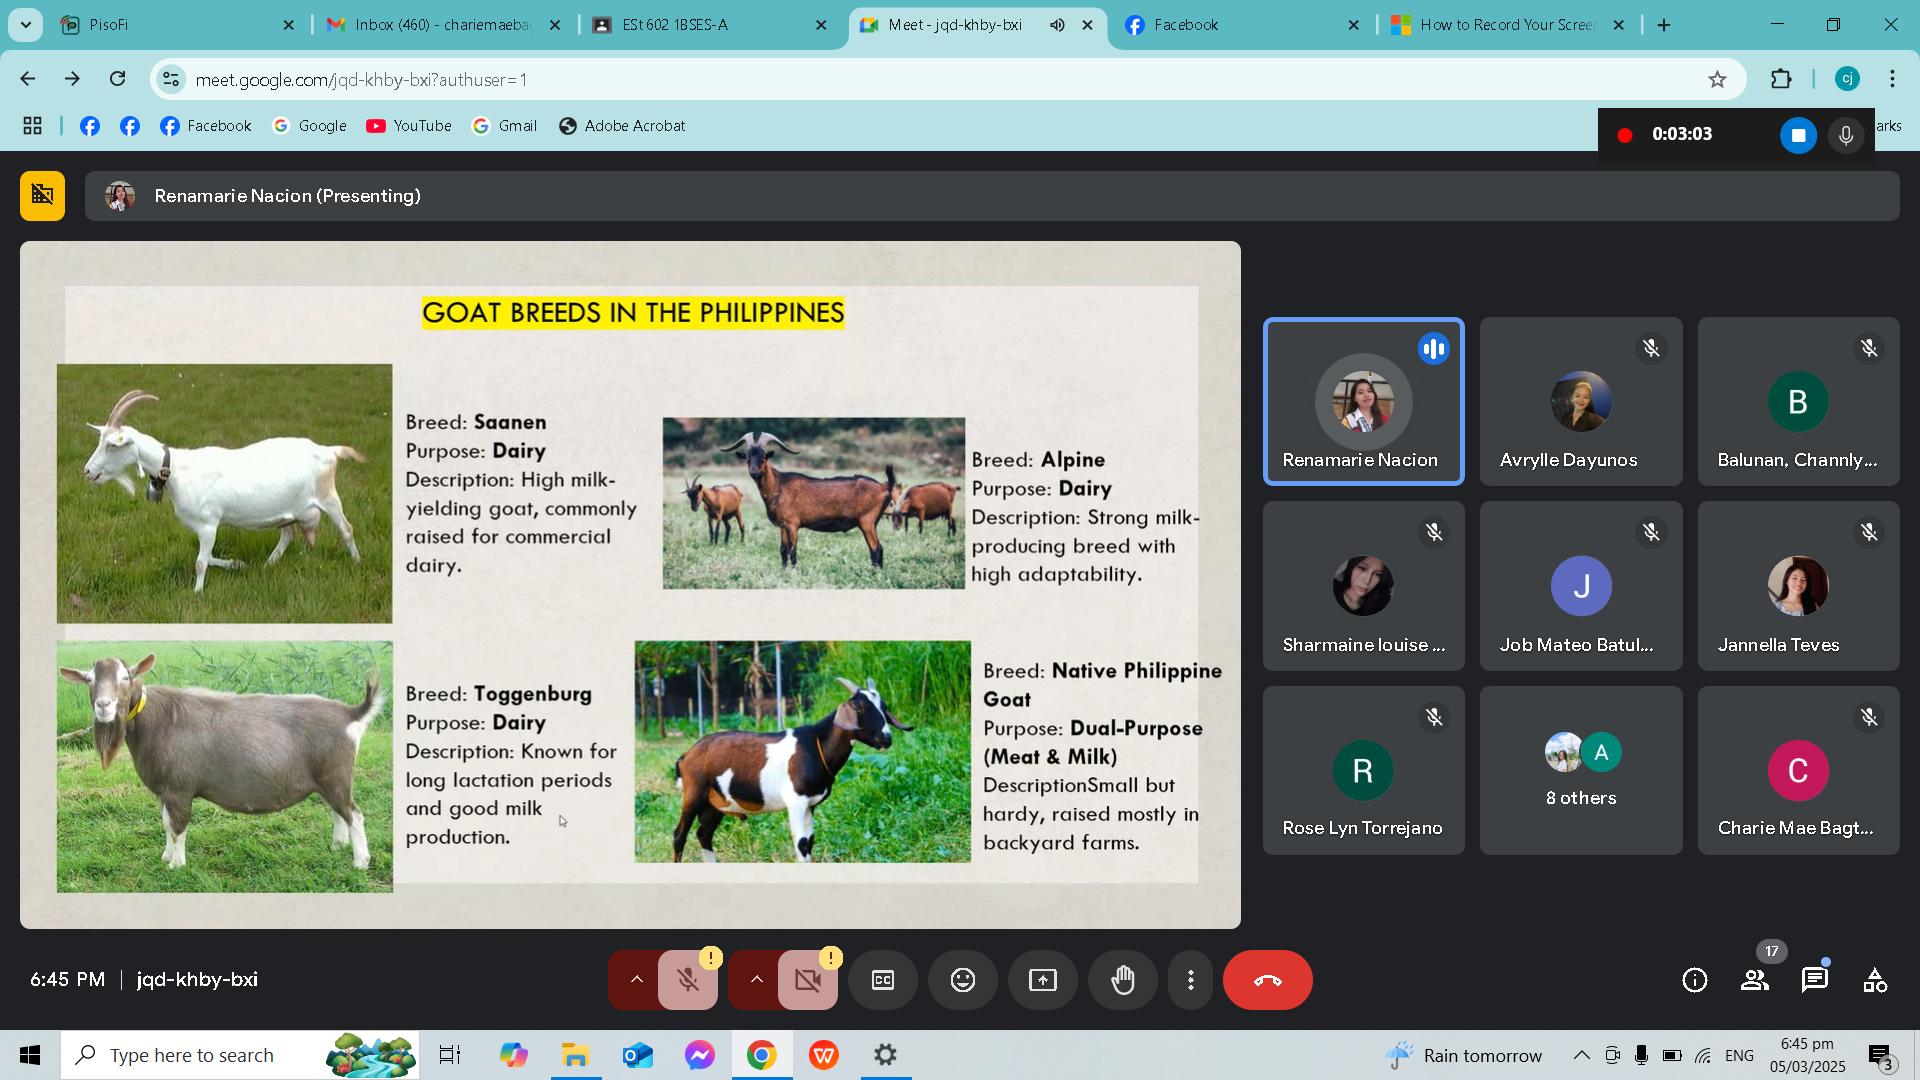 PisoFi
Inbox (460) - chariemaeba
ESt 602 1BSES-A
Meet - jqd-khby-bxi
Facebook
How to Record Your Scree
meet.google.com/jqd-khby-bxi?authuser=1
cj
Facebook
Google
YouTube
Gmail
Adobe Acrobat
0:03:03
arks
Renamarie Nacion (Presenting)
GOAT BREEDS IN THE PHILIPPINES
Breed: Saanen
Purpose: Dairy
Description: High milk-
yielding goat, commonly
raised for commercial
dairy.
Breed: Alpine
Purpose: Dairy
Description: Strong milk-
producing breed with
high adaptability.
Breed: Toggenburg
Purpose: Dairy
Description: Known for
long lactation periods
and good milk
production.
Breed: Native Philippine
Goat
Purpose: Dual-Purpose
(Meat & Milk)
DescriptionSmall but
hardy, raised mostly in
backyard farms.
Renamarie Nacion
Avrylle Dayunos
B
Balunan, Channly...
Sharmaine louise ...
J
Job Mateo Batul...
Jannella Teves
R
Rose Lyn Torrejano
A
8 others
C
Charie Mae Bagt...
6:45 PM | jqd-khby-bxi
17
Type here to search
Rain tomorrow
ENG
6:45 pm
05/03/2025
3